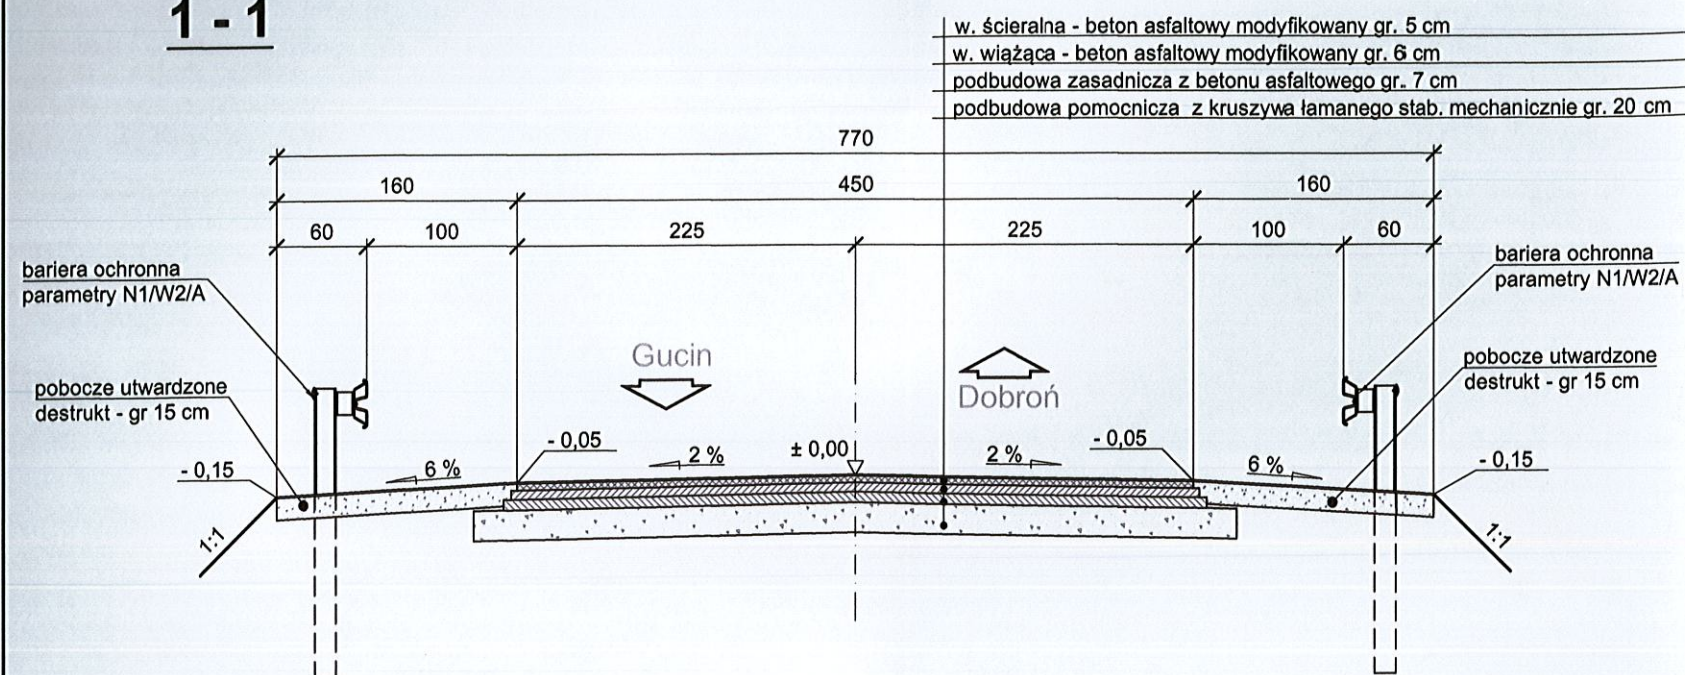 1 - 1
w. ścieralna - beton asfaltowy modyfikowany gr. 5 cm
w. wiążąca - beton asfaltowy modyfikowany gr. 6 cm
podbudowa zasadnicza z betonu asfaltowego gr. 7 cm
podbudowa pomocnicza z kruszywa łamanego stab. mechanicznie gr. 20 cm
770
160 450 160
60 100 225 225 100 60
bariera ochronna
parametry N1/W2/A
bariera ochronna
parametry N1/W2/A
Gucin
Dobroń
pobocze utwardzone
destrukt - gr 15 cm
pobocze utwardzone
destrukt - gr 15 cm
- 0,15 6 % - 0,05 2 % ± 0,00 2 % - 0,05 6 % - 0,15
1:1 1:1